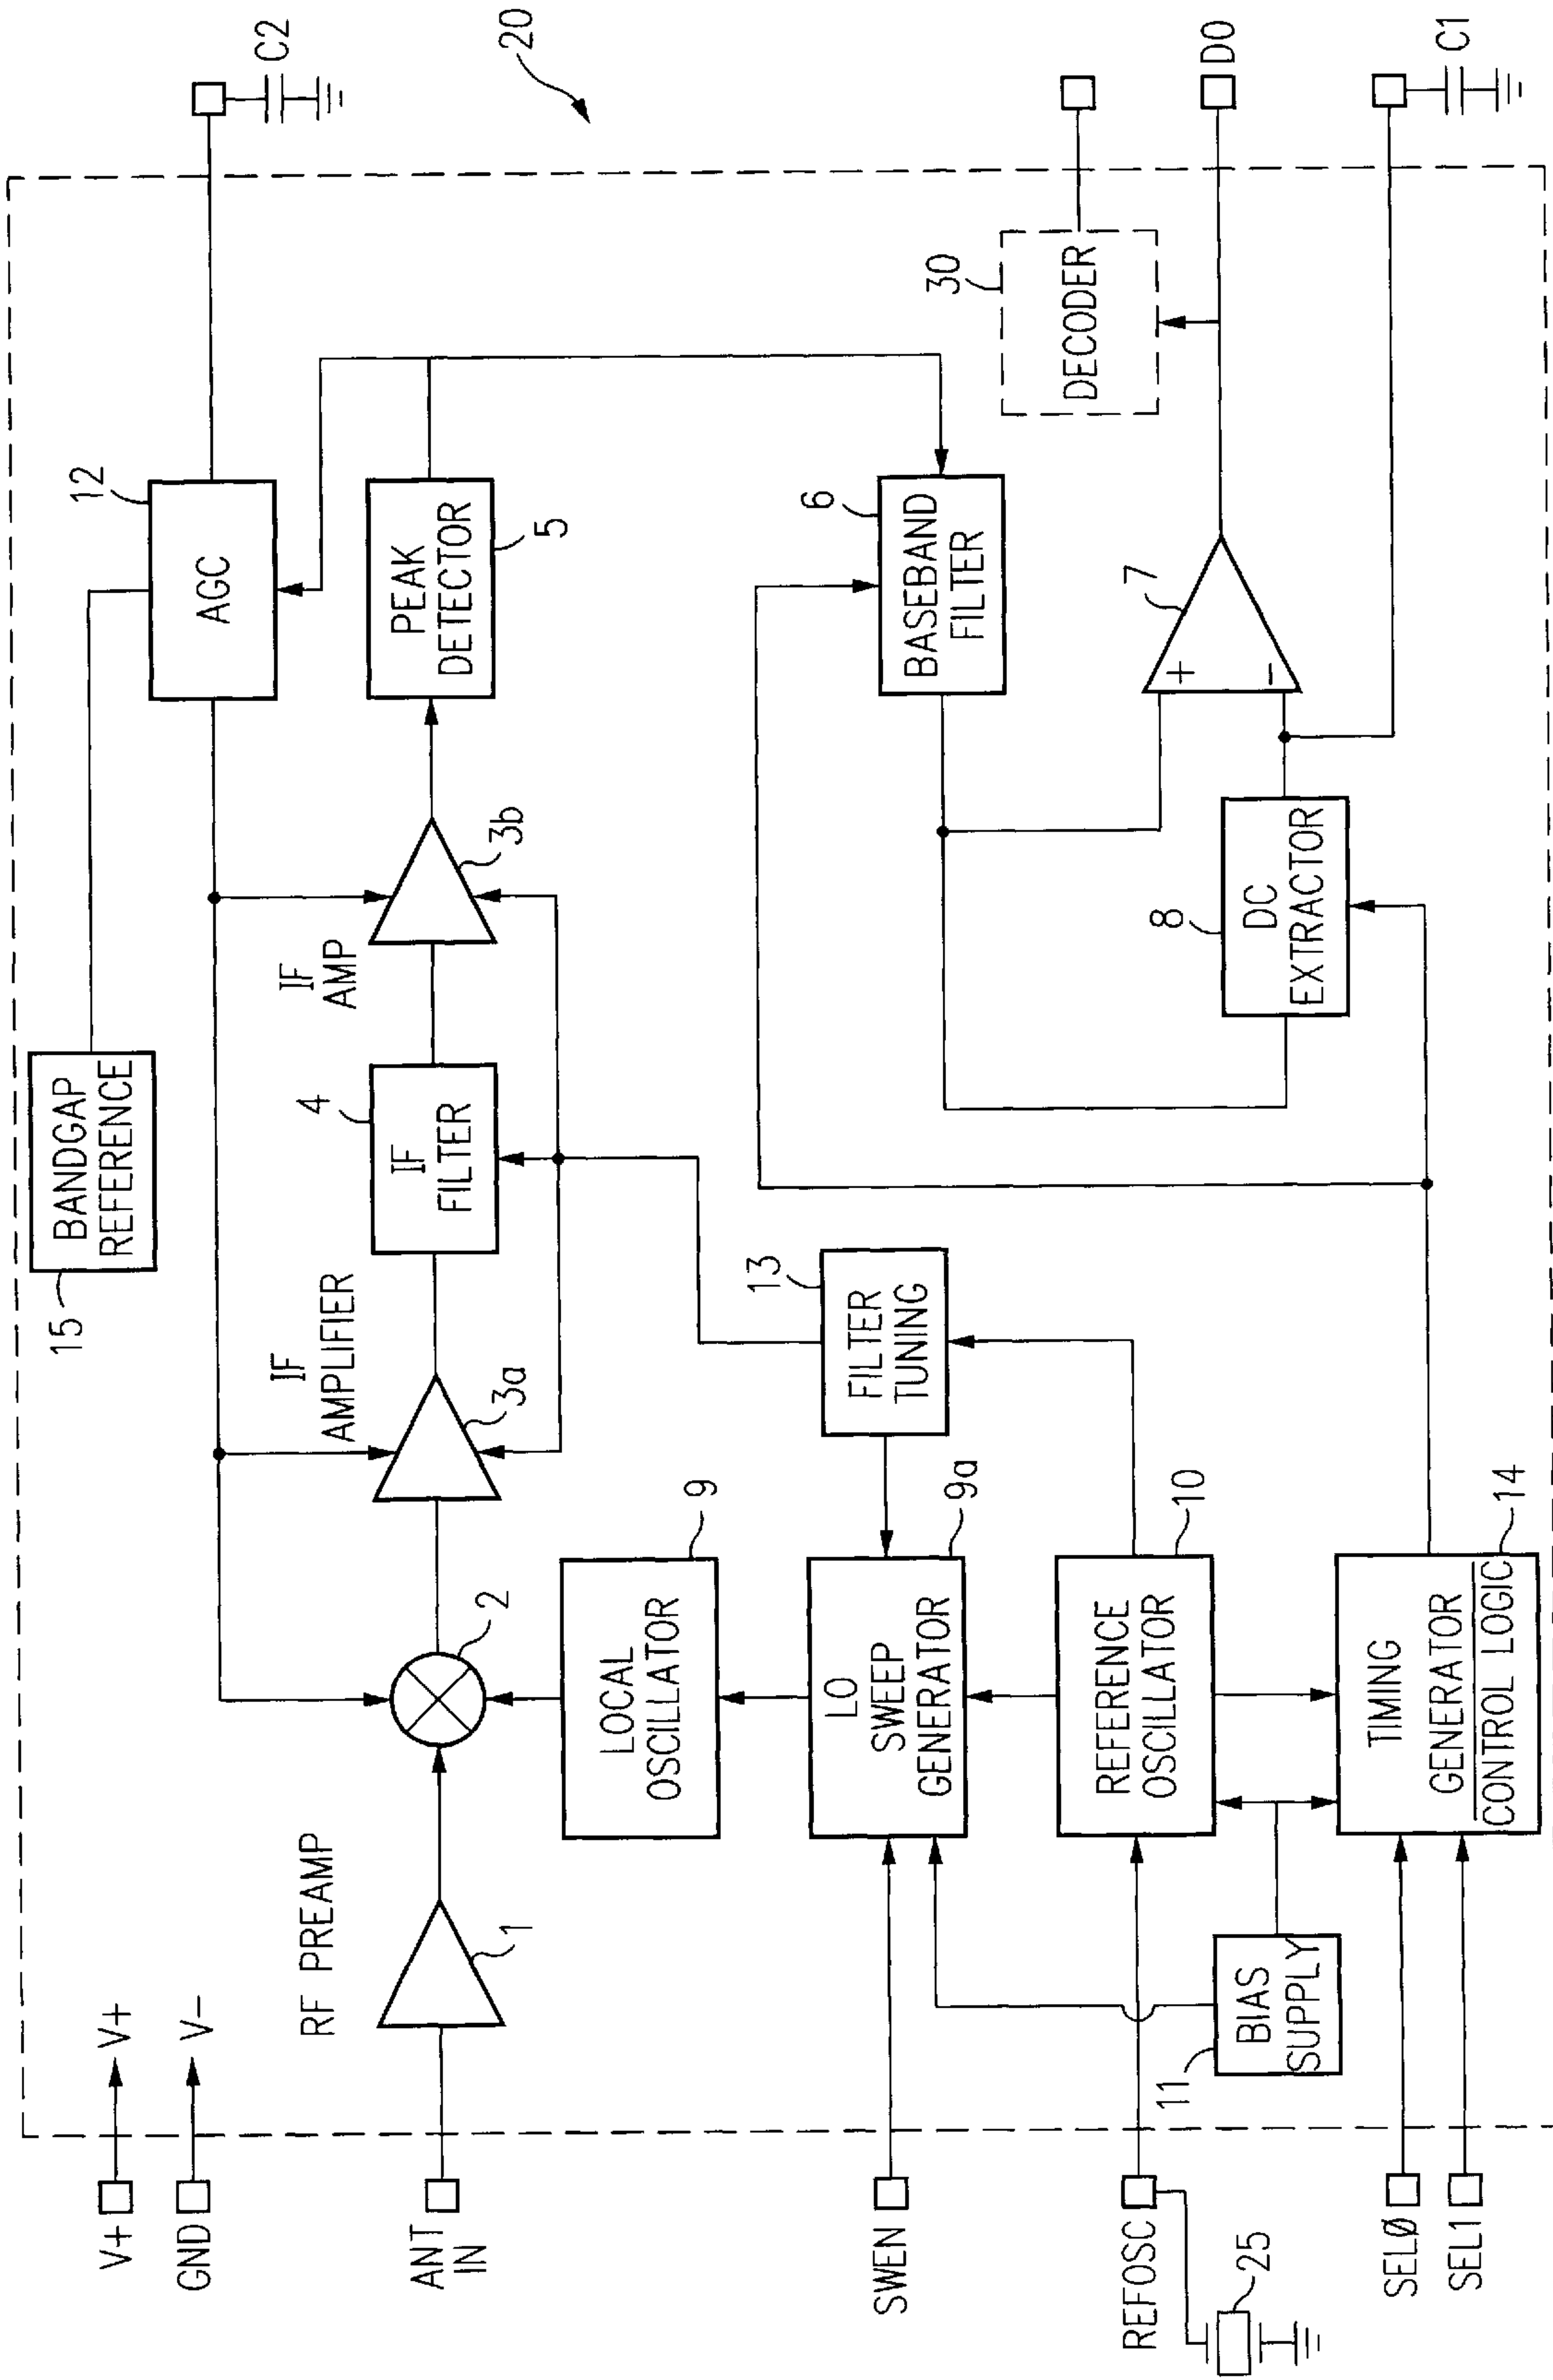 V+
V+
GND
V-
ANT
IN
RF PREAMP
1
2
IF
AMPLIFIER
3a
4
IF
FILTER
IF
AMP
3b
PEAK
DETECTOR
5
15
BANDGAP
REFERENCE
12
AGC
C2
20
LOCAL
OSCILLATOR
9
SWEN
LO
SWEEP
GENERATOR
9a
13
FILTER
TUNING
6
BASEBAND
FILTER
30
DECODER
REFOSC
25
REFERENCE
OSCILLATOR
10
11
BIAS
SUPPLY
8
DC
EXTRACTOR
+
-
7
DO
SELØ
SEL1
TIMING
GENERATOR
CONTROL LOGIC
14
C1